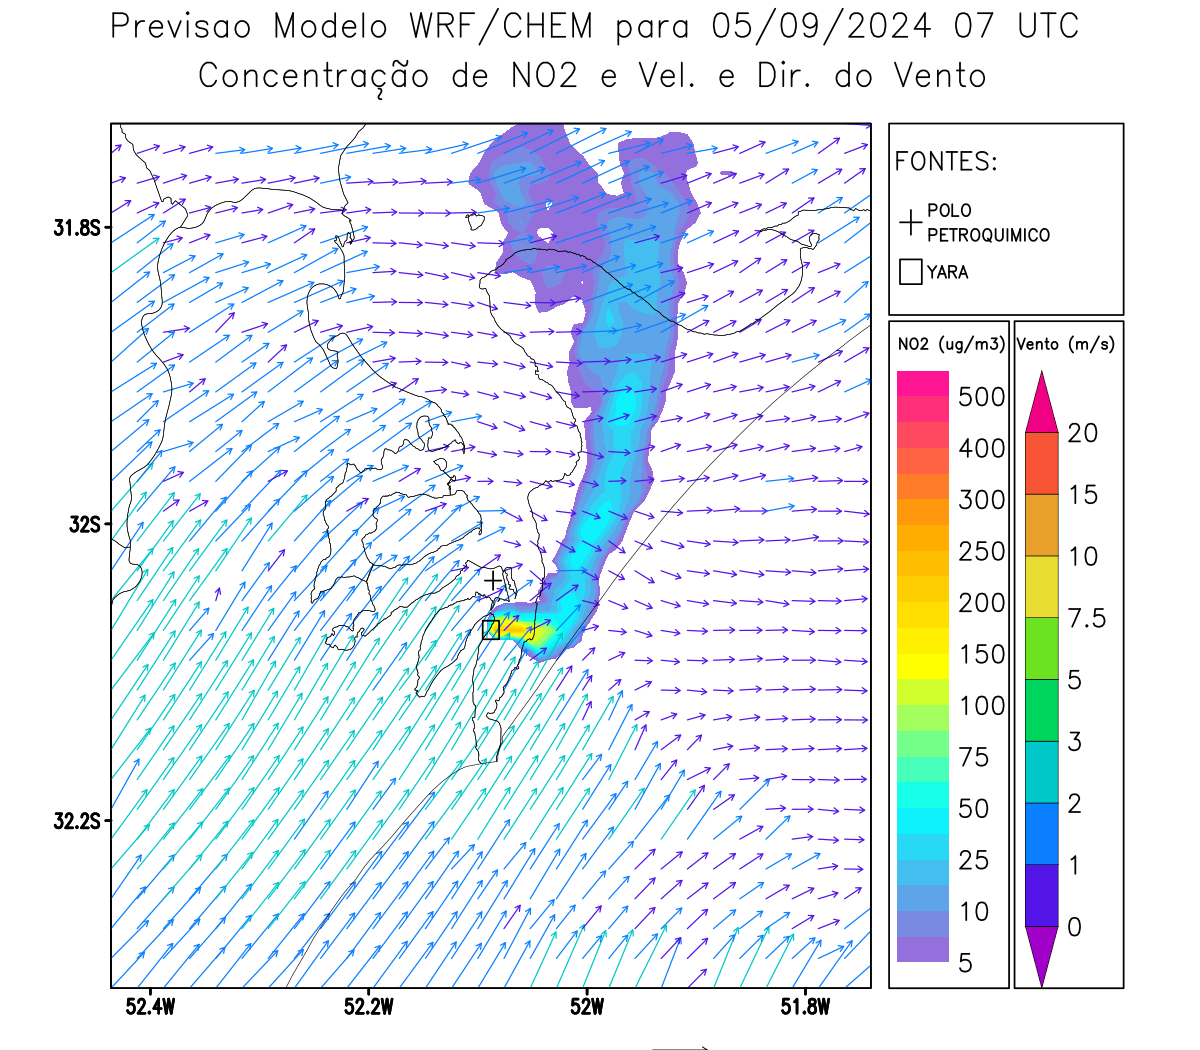 Previsao Modelo WRF/CHEM para 05/09/2024 07 UTC
Concentração de NO2 e Vel. e Dir. do Vento
FONTES:
POLO
PETROQUIMICO
YARA
31.8S
32S
32.2S
52.4W
52.2W
52W
51.8W
NO2 (ug/m3)
500
400
300
250
200
150
100
75
50
25
10
5
Vento (m/s)
20
15
10
7.5
5
3
2
1
0